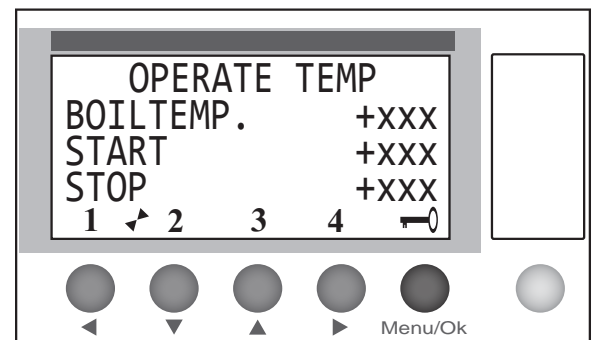 OPERATE TEMP
BOILTEMP. +xxx
START +xxx
STOP +xxx
1 2 3 4
Menu/Ok